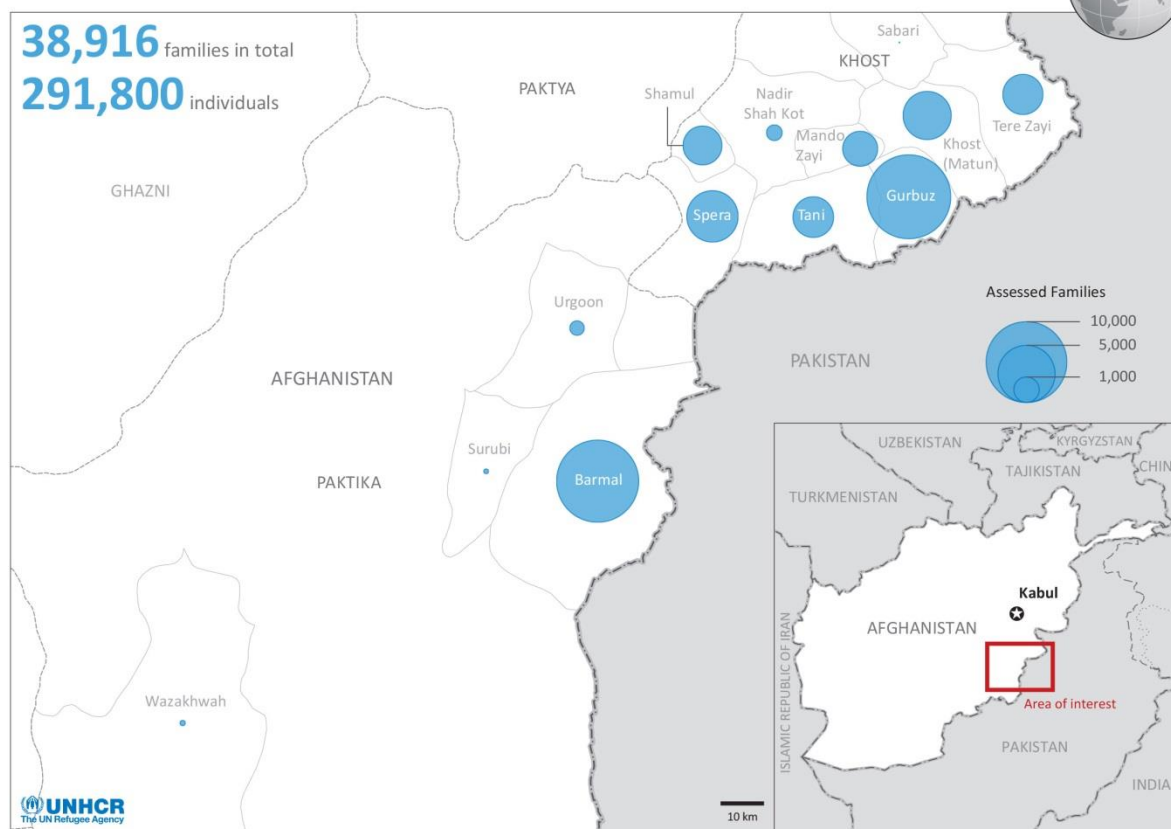 38,916 families in total
291,800 individuals
Sabari
KHOST
PAKTYA
Shamul
Nadir
Shah Kot
Mando
Zayi
Tere Zayi
Khost
(Matun)
GHAZNI
Gurbuz
Spera
Tani
Urgoon
AFGHANISTAN
PAKISTAN
Assessed Families
10,000
5,000
1,000
Surubi
Barmal
PAKTIKA
Wazakhwah
UZBEKISTAN
KYRGYZSTAN
TAJIKISTAN
CHIN
TURKMENISTAN
Kabul
AFGHANISTAN
ISLAMIC REPUBLIC OF IRAN
Area of interest
PAKISTAN
INDIA
UNHCR
The UN Refugee Agency
10 km